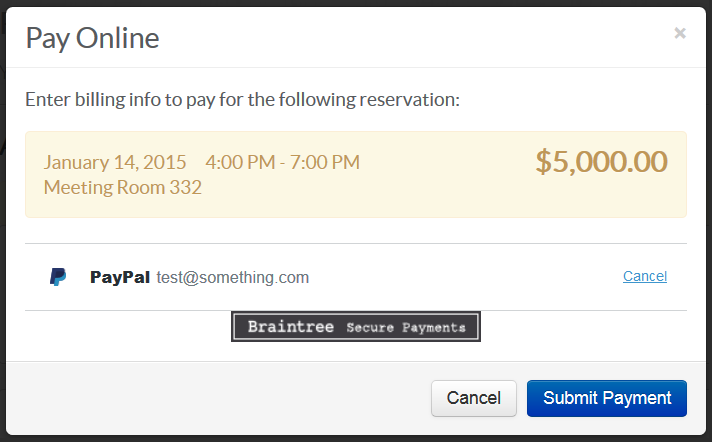 Pay Online ×
Enter billing info to pay for the following reservation:
January 14, 2015 4:00 PM - 7:00 PM $5,000.00
Meeting Room 332
PayPal test@something.com Cancel
Braintree Secure Payments
Cancel Submit Payment